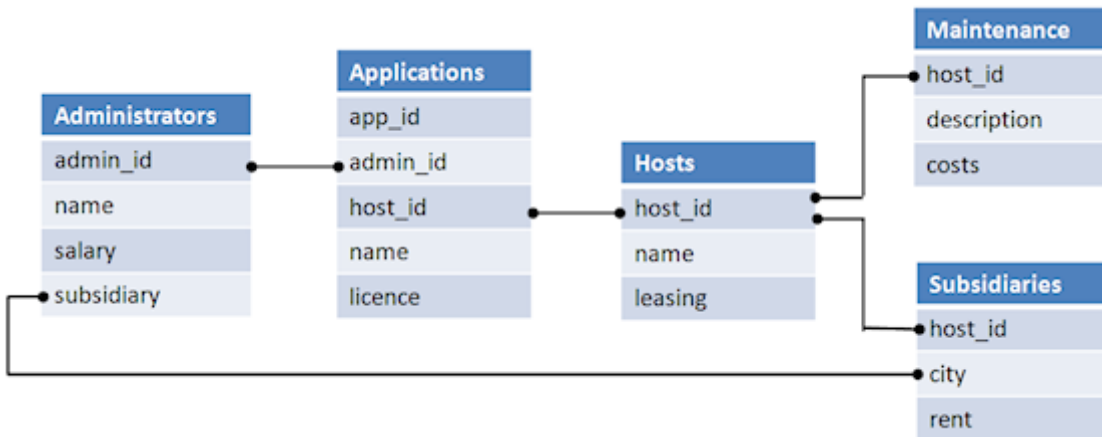 Administrators
admin_id
name
salary
subsidiary
Applications
app_id
admin_id
host_id
name
licence
Hosts
host_id
name
leasing
Maintenance
host_id
description
costs
Subsidiaries
host_id
city
rent